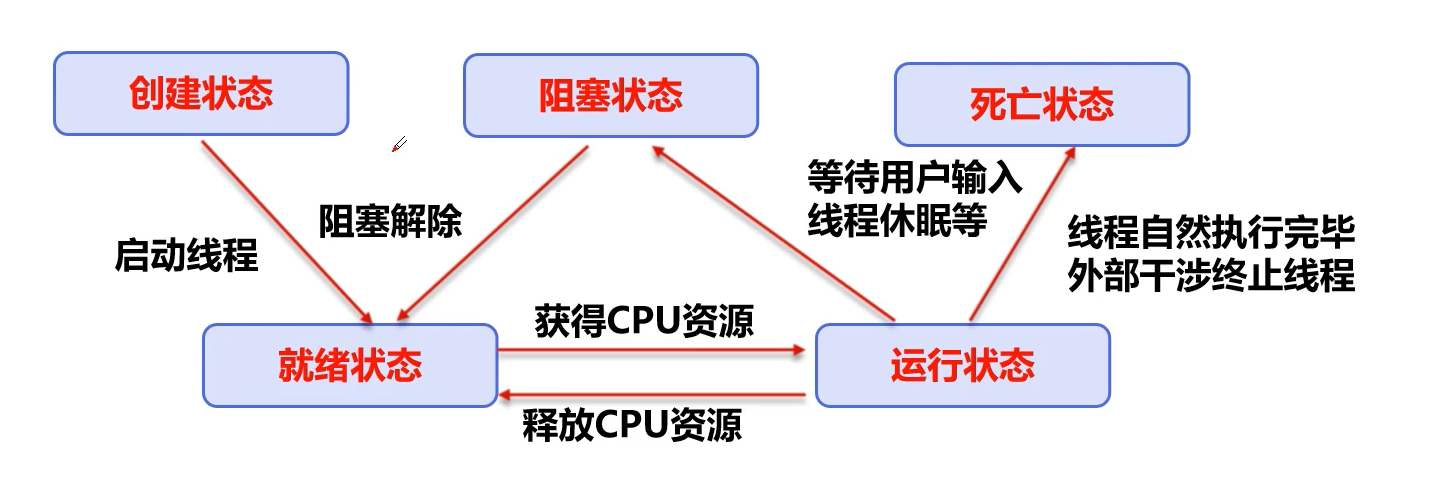 创建状态
阻塞状态
死亡状态
等待用户输入
线程休眠等
阻塞解除
启动线程
线程自然执行完毕
外部干涉终止线程
获得CPU资源
就绪状态
运行状态
释放CPU资源